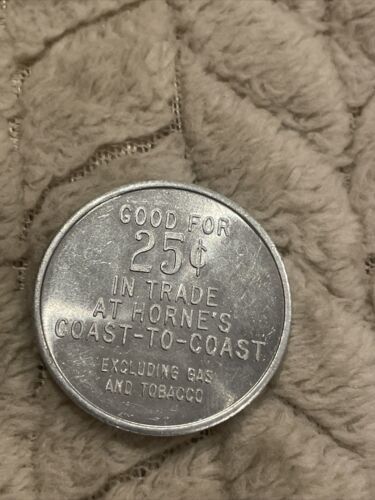 GOOD FOR
25¢
IN TRADE
AT HORNE'S
COAST-TO-COAST
EXCLUDING GAS
AND TOBACCO